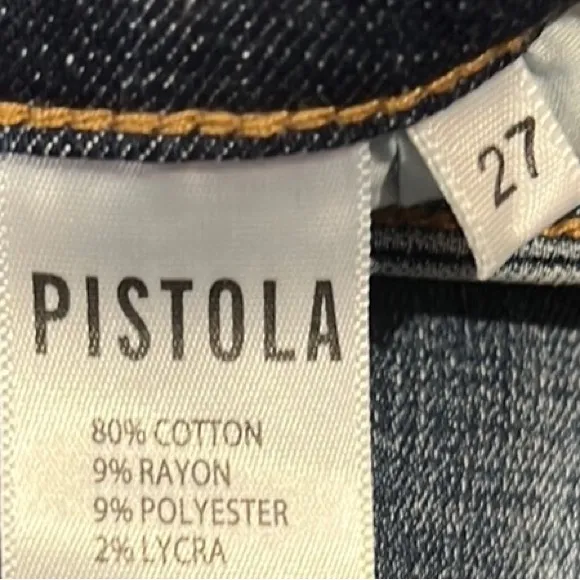 PISTOLA
80% COTTON
9% RAYON
9% POLYESTER
2% LYCRA
27